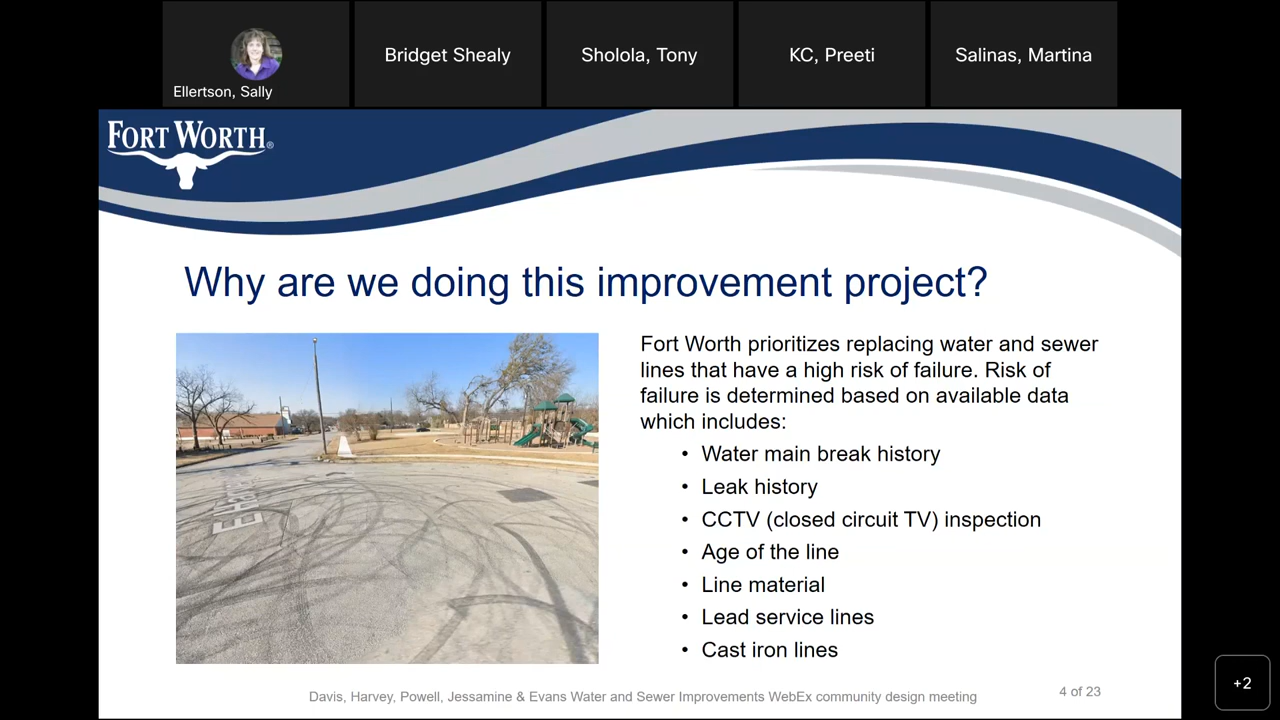 Ellertson, Sally
Bridget Shealy
Sholola, Tony
KC, Preeti
Salinas, Martina
FORT WORTH®
Why are we doing this improvement project?
Fort Worth prioritizes replacing water and sewer
lines that have a high risk of failure. Risk of
failure is determined based on available data
which includes:
• Water main break history
• Leak history
• CCTV (closed circuit TV) inspection
• Age of the line
• Line material
• Lead service lines
• Cast iron lines
Davis, Harvey, Powell, Jessamine & Evans Water and Sewer Improvements WebEx community design meeting
4 of 23
+2